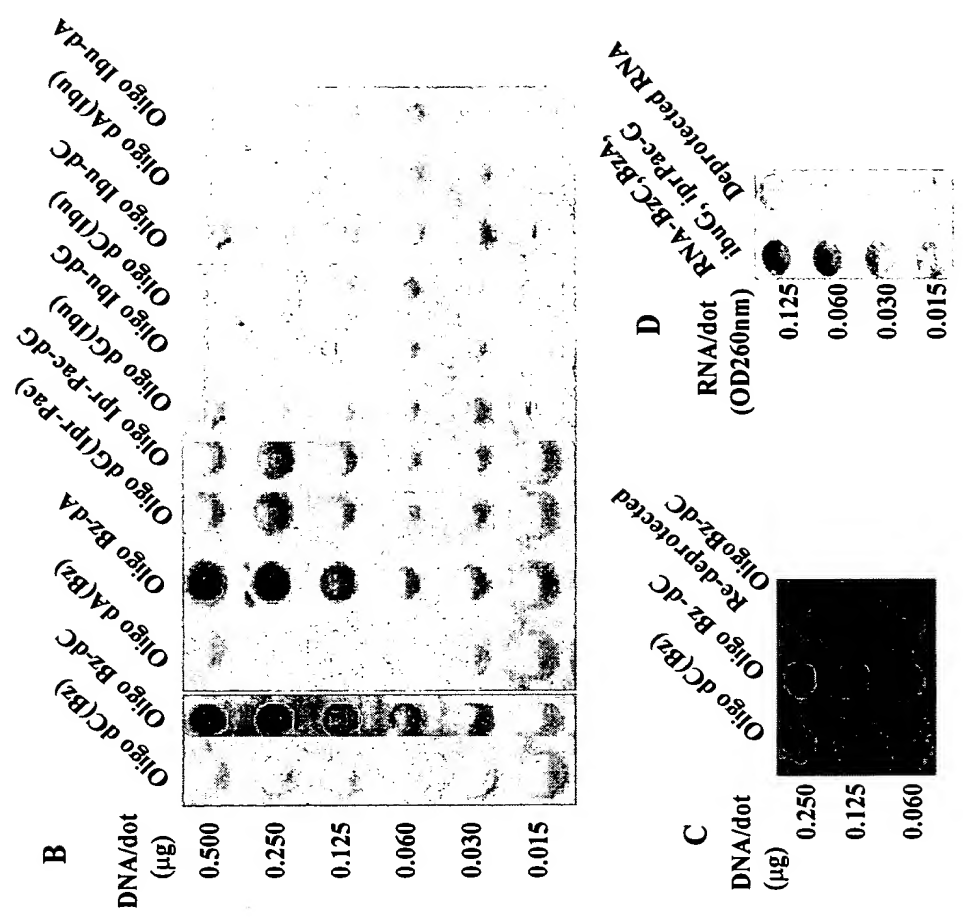 B
DNA/dot
(µg)
0.500
0.250
0.125
0.060
0.030
0.015
Oligo dC(Bz)
Oligo Bz-dC
Oligo dA(Bz)
Oligo Bz-dA
Oligo dG(Ipr-Pac)
Oligo Ipr-Pac-dG
Oligo dG(Ibu)
Oligo Ibu-dG
Oligo dC(Ibu)
Oligo Ibu-dC
Oligo dA(Ibu)
Oligo Ibu-dA
C
DNA/dot
(µg)
0.250
0.125
0.060
Oligo dC(Bz)
Oligo Bz -dC
Re-deprotected
OligoBz-dC
D
RNA/dot
(OD260nm)
0.125
0.060
0.030
0.015
RNA-BzC,BzA,
ibuG, iprPac-G
Deprotected RNA